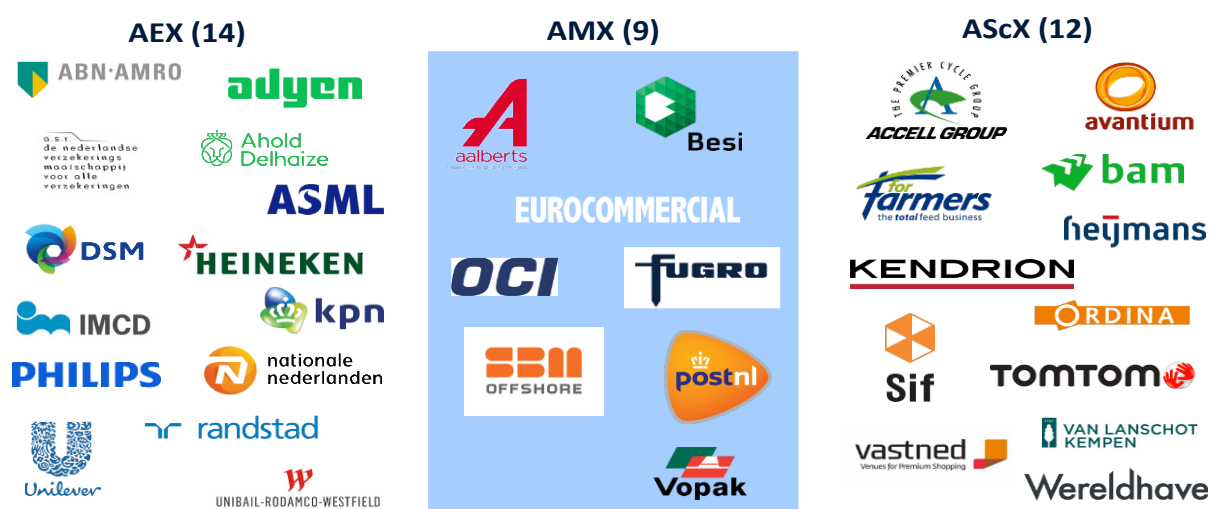 AEX (14)
ABN·AMRO
adyen
a.s.r.
de nederlandse
verzekerings
maatschappij
voor alle
verzekeringen
Ahold
Delhaize
ASML
DSM
HEINEKEN
IMCD
kpn
PHILIPS
nationale
nederlanden
randstad
Unilever
UNIBAIL-RODAMCO-WESTFIELD
AMX (9)
aalberts
Besi
EUROCOMMERCIAL
OCI
FUGRO
SBM
OFFSHORE
postnl
Vopak
AScX (12)
THE PREMIER CYCLE GROUP
ACCELL GROUP
avantium
for
farmers
the total feed business
bam
heijmans
KENDRION
ORDINA
Sif
TOMTOM
VAN LANSCHOT
KEMPEN
vastned
Venues for Premium Shopping
Wereldhave